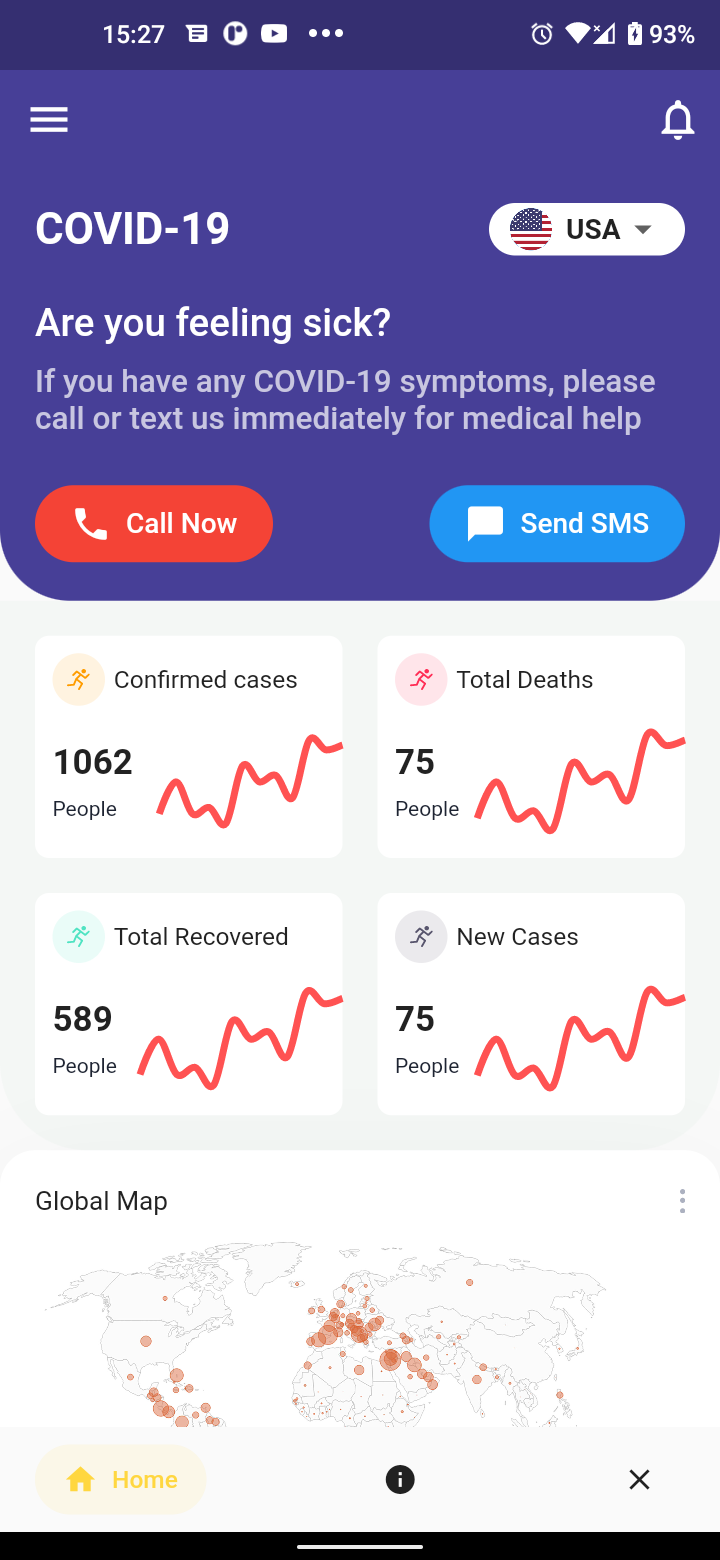 15:27
93%
COVID-19
USA
Are you feeling sick?
If you have any COVID-19 symptoms, please
call or text us immediately for medical help
Call Now
Send SMS
Confirmed cases
1062
People
Total Deaths
75
People
Total Recovered
589
People
New Cases
75
People
Global Map
Home